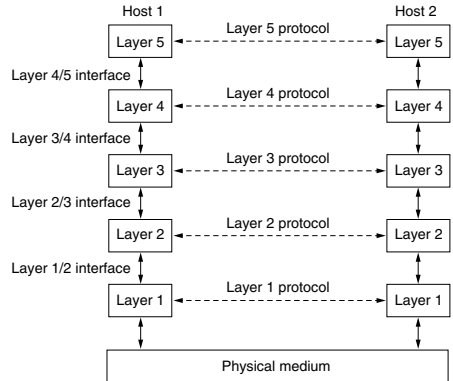 Host 1 Host 2
Layer 5 Layer 5 protocol Layer 5
Layer 4/5 interface
Layer 4 Layer 4 protocol Layer 4
Layer 3/4 interface
Layer 3 Layer 3 protocol Layer 3
Layer 2/3 interface
Layer 2 Layer 2 protocol Layer 2
Layer 1/2 interface
Layer 1 Layer 1 protocol Layer 1
Physical medium